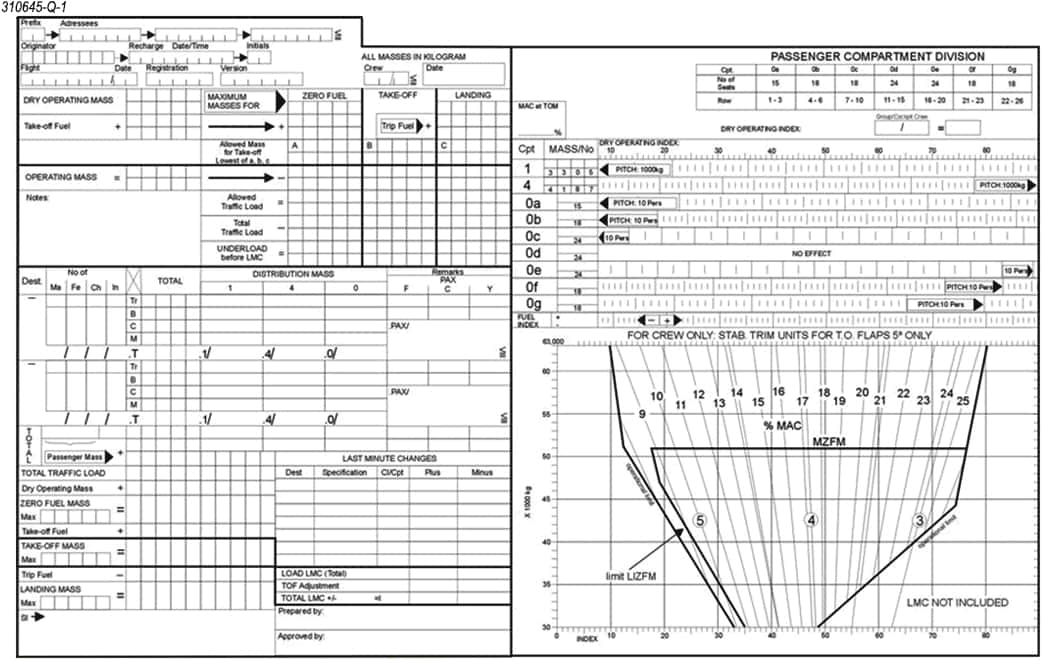 310645-Q-1
Prefix Adressees
Originator Recharge Date/Time Initials
Flight / Date Registration Version
ALL MASSES IN KILOGRAM
Crew Date
DRY OPERATING MASS
MAXIMUM MASSES FOR ZERO FUEL TAKE-OFF LANDING
Take-off Fuel + + Trip Fuel +
Allowed Mass A B C
for Take-off
Lowest of a, b, c
OPERATING MASS = −
Notes:
Allowed
Traffic Load =
Total
Traffic Load −
UNDERLOAD
before LMC =
Dest. No of TOTAL DISTRIBUTION MASS Remarks
PAX
Ma Fe Ch In 1 4 0 F C Y
Tr
B
C .PAX/
M
/ / / .T .1/ .4/ .0/
Tr
B
C .PAX/
M
/ / / .T .1/ .4/ .0/
TOTAL
Passenger Mass +
TOTAL TRAFFIC LOAD
Dry Operating Mass +
ZERO FUEL MASS
Max =
Take-off Fuel +
TAKE-OFF MASS
Max =
Trip Fuel −
LANDING MASS
Max =
SI
LAST MINUTE CHANGES
Dest Specification Cl/Cpt Plus Minus
LOAD LMC (Total)
TOF Adjustment
TOTAL LMC +/- =
Prepared by:
Approved by:
PASSENGER COMPARTMENT DIVISION
Cpt. 0a 0b 0c 0d 0e 0f 0g
No of
Seats 15 18 18 24 24 18 18
Row 1 - 3 4 - 6 7 - 10 11 - 15 16 - 20 21 - 23 22 - 26
MAC at TOM
%
Group/Cockpit Crew
DRY OPERATING INDEX: / =
Cpt MASS/No DRY OPERATING INDEX:
10 20 60
1 3 3 0 5 PITCH: 1000kg
4 4 1 8 7 PITCH:1000kg
0a 15 PITCH: 10 Pers
0b 18 PITCH: 10 Pers
0c 24 10 Pers
0d 24 NO EFFECT
0e 24 10 Pers
0f 18 PITCH:10 Pers
0g 18 PITCH:10 Pers
FUEL
INDEX + - − +
FOR CREW ONLY: STAB. TRIM UNITS FOR T.O. FLAPS 5° ONLY
63,000
60
55
50
45
40
35
30
X 1000 kg
9 10 11 12 13 14 15 16 17 18 19 20 21 22 23 24 25
% MAC
MZFM
operational limit
5 4 3
operational limit
limit LIZFM
LMC NOT INCLUDED
0 INDEX 10 20 30 40 50 60 70 80